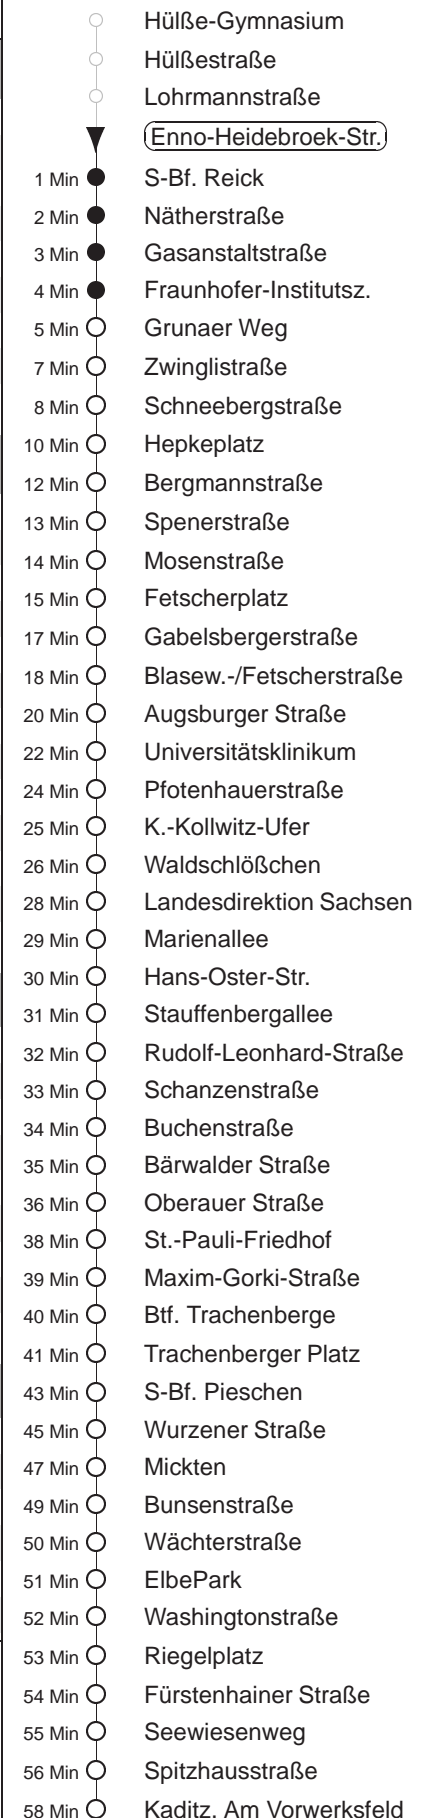 Hülße-Gymnasium
Hülßestraße
Lohrmannstraße
Enno-Heidebroek-Str.
1 Min S-Bf. Reick
2 Min Nätherstraße
3 Min Gasanstaltstraße
4 Min Fraunhofer-Institutsz.
5 Min Grunaer Weg
7 Min Zwinglistraße
8 Min Schneebergstraße
10 Min Hepkeplatz
12 Min Bergmannstraße
13 Min Spenerstraße
14 Min Mosenstraße
15 Min Fetscherplatz
17 Min Gabelsbergerstraße
18 Min Blasew.-/Fetscherstraße
20 Min Augsburger Straße
22 Min Universitätsklinikum
24 Min Pfotenhauerstraße
25 Min K.-Kollwitz-Ufer
26 Min Waldschlößchen
28 Min Landesdirektion Sachsen
29 Min Marienallee
30 Min Hans-Oster-Str.
31 Min Stauffenbergallee
32 Min Rudolf-Leonhard-Straße
33 Min Schanzenstraße
34 Min Buchenstraße
35 Min Bärwalder Straße
36 Min Oberauer Straße
38 Min St.-Pauli-Friedhof
39 Min Maxim-Gorki-Straße
40 Min Btf. Trachenberge
41 Min Trachenberger Platz
43 Min S-Bf. Pieschen
45 Min Wurzener Straße
47 Min Mickten
49 Min Bunsenstraße
50 Min Wächterstraße
51 Min ElbePark
52 Min Washingtonstraße
53 Min Riegelplatz
54 Min Fürstenhainer Straße
55 Min Seewiesenweg
56 Min Spitzhausstraße
58 Min Kaditz, Am Vorwerksfeld